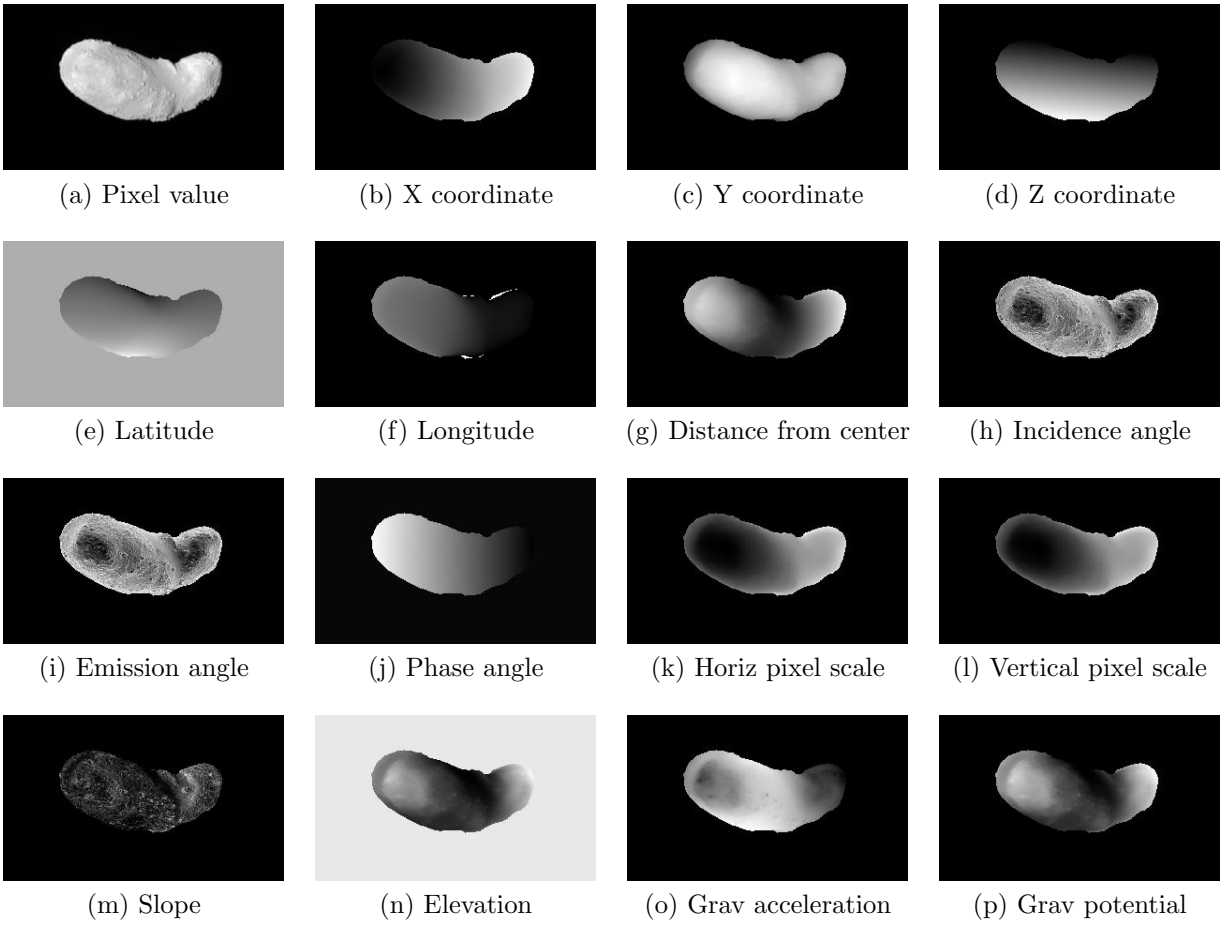 (a) Pixel value
(b) X coordinate
(c) Y coordinate
(d) Z coordinate
(e) Latitude
(f) Longitude
(g) Distance from center
(h) Incidence angle
(i) Emission angle
(j) Phase angle
(k) Horiz pixel scale
(l) Vertical pixel scale
(m) Slope
(n) Elevation
(o) Grav acceleration
(p) Grav potential